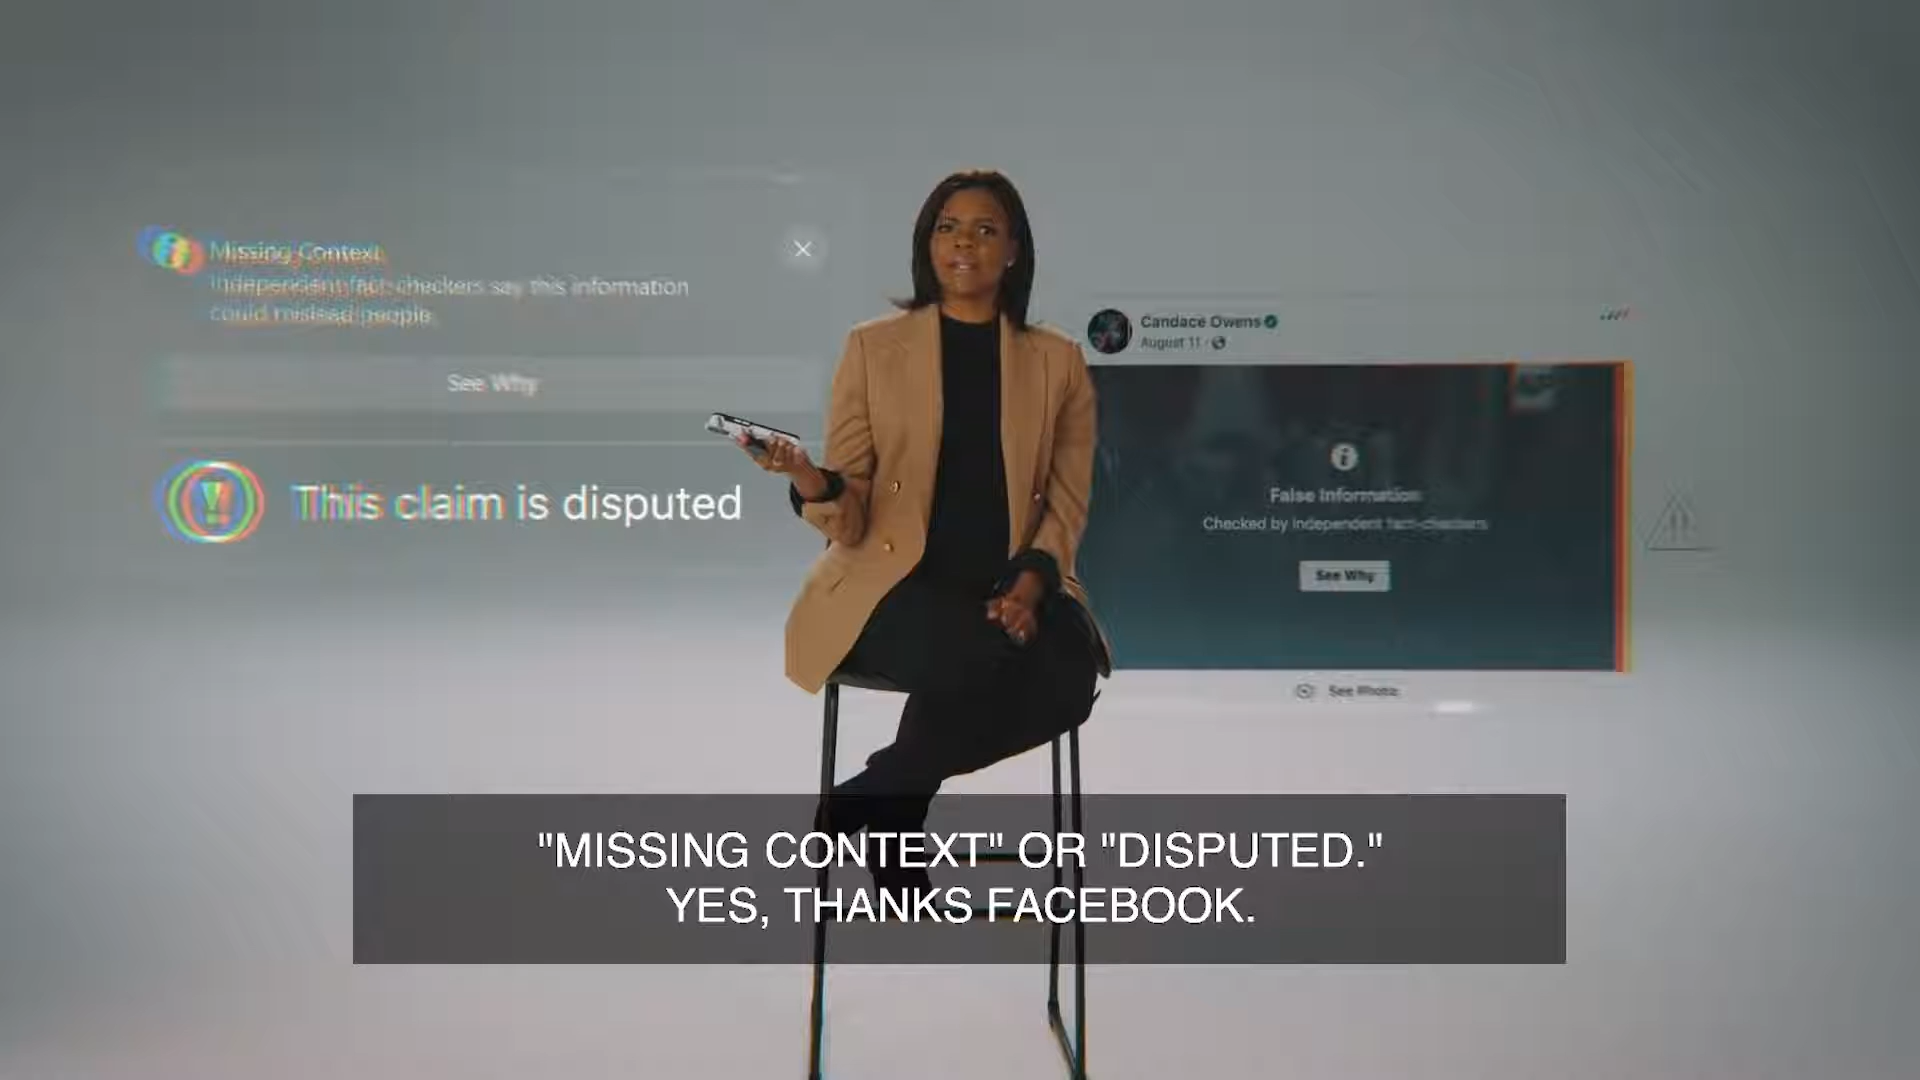 Missing Context
Independent fact-checkers say this information
could mislead people.
See Why
This claim is disputed
Candace Owens
August 11 ·
False Information
Checked by independent fact-checkers
See Why
See Photo
"MISSING CONTEXT" OR "DISPUTED."
YES, THANKS FACEBOOK.